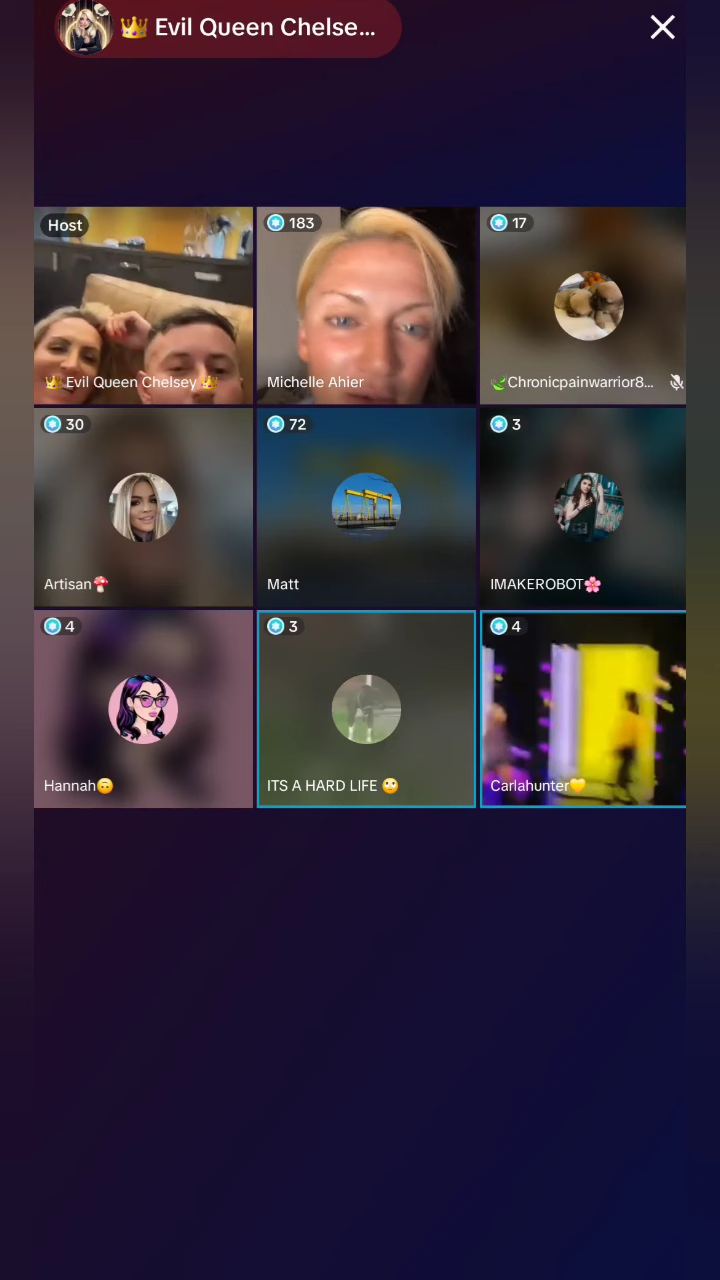 👑 Evil Queen Chelse...
Host
183
17
👑 Evil Queen Chelsey 👑
Michelle Ahier
Chronicpainwarrior8...
30
72
3
Artisan🍄
Matt
IMAKEROBOT🌸
4
3
4
Hannah🙃
ITS A HARD LIFE 🙄
Carlahunter💛